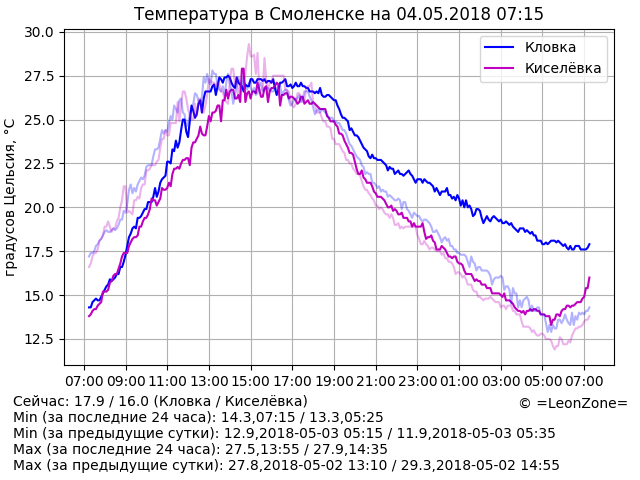 Температура в Смоленске на 04.05.2018 07:15
градусов Цельсия, °C
30.0
27.5
25.0
22.5
20.0
17.5
15.0
12.5
Кловка
Киселёвка
07:00 09:00 11:00 13:00 15:00 17:00 19:00 21:00 23:00 01:00 03:00 05:00 07:00
Сейчас: 17.9 / 16.0 (Кловка / Киселёвка)
© =LeonZone=
Min (за последние 24 часа): 14.3,07:15 / 13.3,05:25
Min (за предыдущие сутки): 12.9,2018-05-03 05:15 / 11.9,2018-05-03 05:35
Max (за последние 24 часа): 27.5,13:55 / 27.9,14:35
Max (за предыдущие сутки): 27.8,2018-05-02 13:10 / 29.3,2018-05-02 14:55